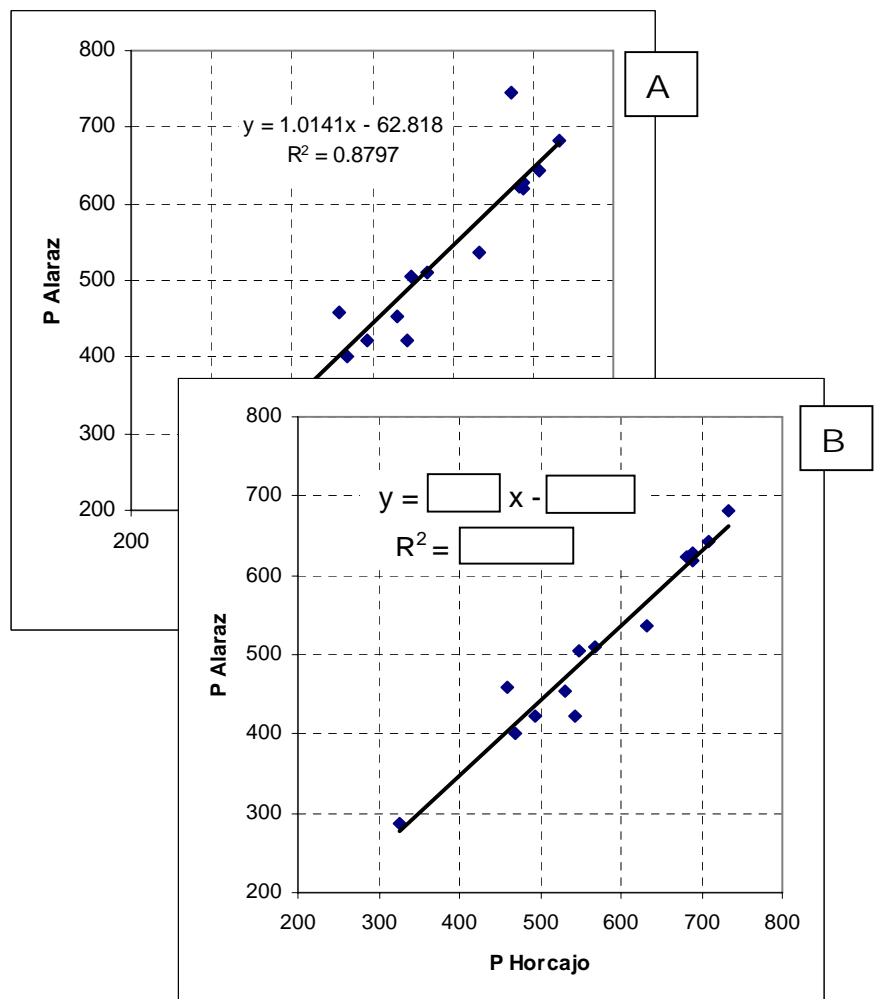 A
800
700
600
500
400
300
200
200
P Alaraz
y = 1.0141x - 62.818
R² = 0.8797
B
800
700
600
500
400
300
200
200 300 400 500 600 700 800
P Alaraz
P Horcajo
y = x -
R² =